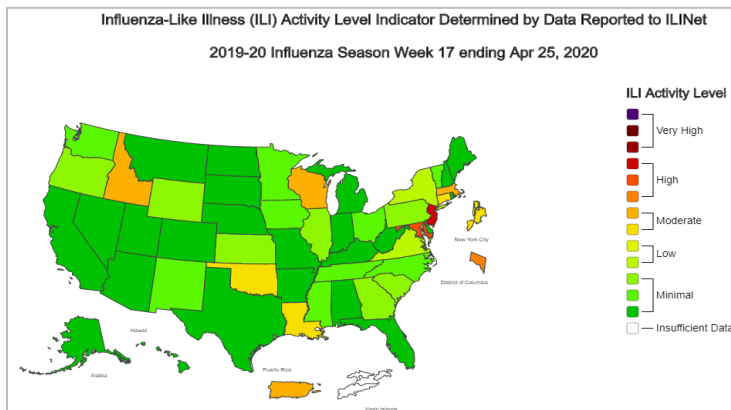 Influenza-Like Illness (ILI) Activity Level Indicator Determined by Data Reported to ILINet
2019-20 Influenza Season Week 17 ending Apr 25, 2020
ILI Activity Level
Very High
High
Moderate
Low
Minimal
Insufficient Data
New York City
District of Columbia
Hawaii
Alaska
Puerto Rico
Virgin Islands